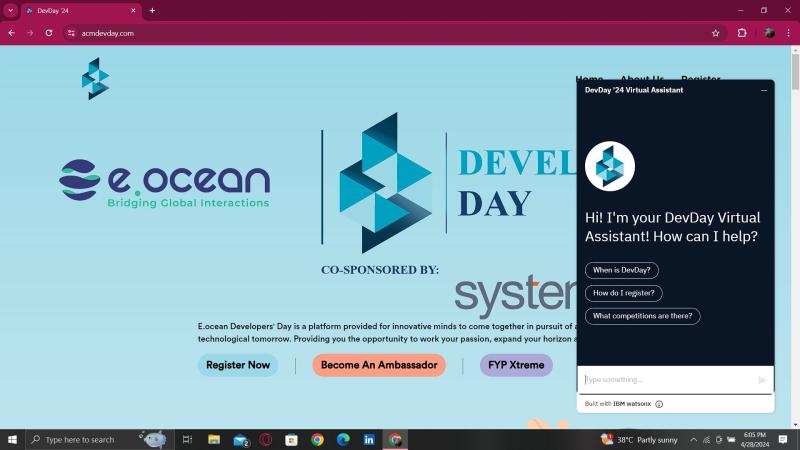 DevDay '24
acmdevday.com
Home About Us Register
e.ocean
Bridging Global Interactions
DEVEL
DAY
CO-SPONSORED BY:
system
E.ocean Developers' Day is a platform provided for innovative minds to come together in pursuit of a
technological tomorrow. Providing you the opportunity to work your passion, expand your horizon a
Register Now
Become An Ambassador
FYP Xtreme
DevDay '24 Virtual Assistant
Hi! I'm your DevDay Virtual
Assistant! How can I help?
When is DevDay?
How do I register?
What competitions are there?
Type something...
Built with IBM watsonx
Type here to search
38°C Partly sunny
6:05 PM
4/28/2024